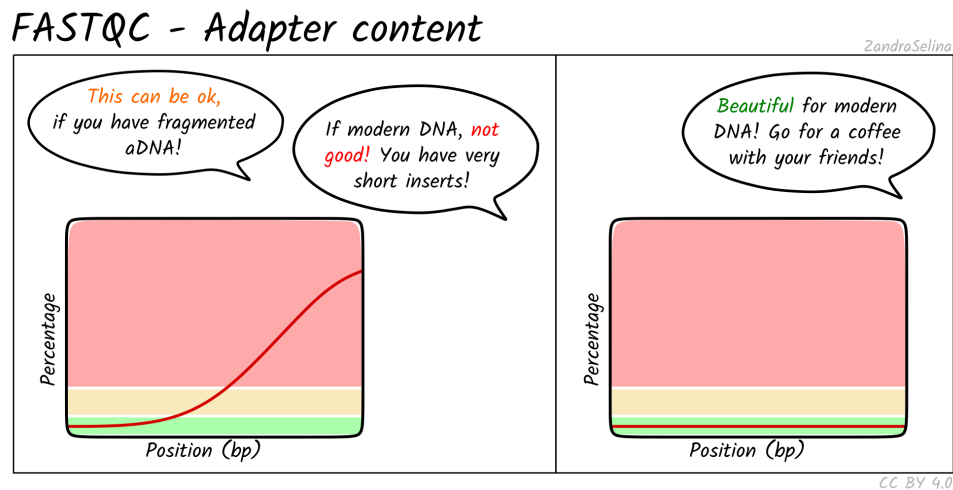 FASTQC - Adapter content
ZandraSelina
This can be ok,
if you have fragmented
aDNA!
If modern DNA, not
good! You have very
short inserts!
Percentage
Position (bp)
Beautiful for modern
DNA! Go for a coffee
with your friends!
Percentage
Position (bp)
CC BY 4.0